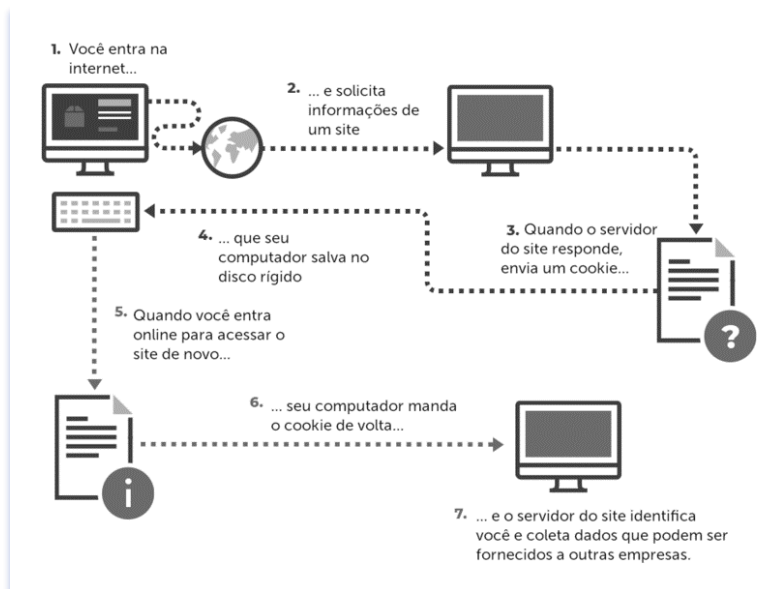 1. Você entra na
internet...
2. ... e solicita
informações de
um site
3. Quando o servidor
do site responde,
envia um cookie...
4. ... que seu
computador salva no
disco rígido
5. Quando você entra
online para acessar o
site de novo...
6. ... seu computador manda
o cookie de volta...
7. ... e o servidor do site identifica
você e coleta dados que podem ser
fornecidos a outras empresas.
?
i